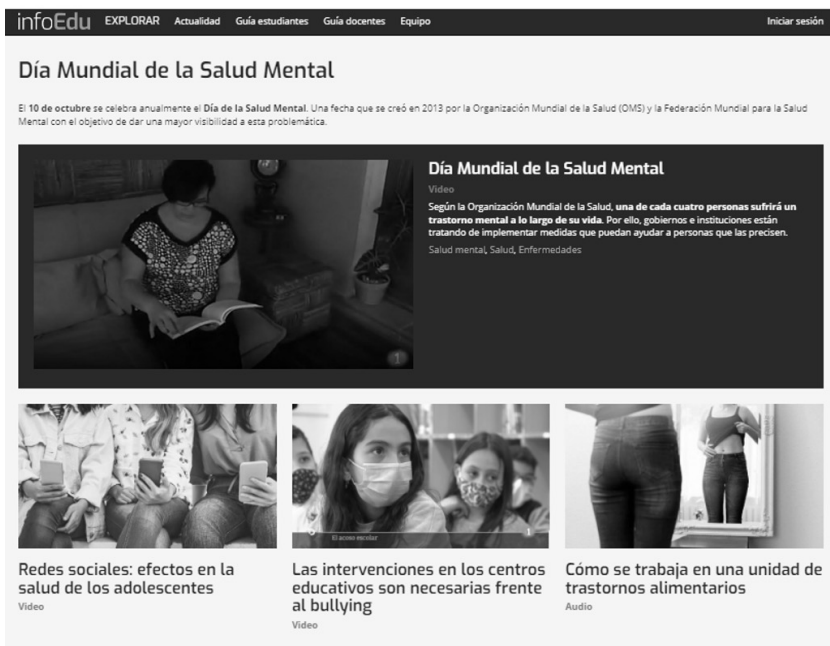 infoEdu EXPLORAR Actualidad Guía estudiantes Guía docentes Equipo Iniciar sesión
Día Mundial de la Salud Mental
El 10 de octubre se celebra anualmente el Día de la Salud Mental. Una fecha que se creó en 2013 por la Organización Mundial de la Salud (OMS) y la Federación Mundial para la Salud
Mental con el objetivo de dar una mayor visibilidad a esta problemática.
Día Mundial de la Salud Mental
Video
Según la Organización Mundial de la Salud, una de cada cuatro personas sufrirá un
trastorno mental a lo largo de su vida. Por ello, gobiernos e instituciones están
tratando de implementar medidas que puedan ayudar a personas que las precisen.
Salud mental, Salud, Enfermedades
1
El acoso escolar
1
Redes sociales: efectos en la
salud de los adolescentes
Video
Las intervenciones en los centros
educativos son necesarias frente
al bullying
Video
Cómo se trabaja en una unidad de
trastornos alimentarios
Audio